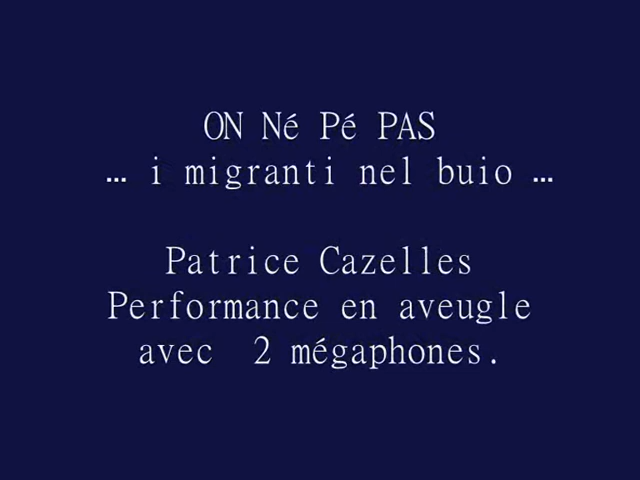 ON Né Pé PAS
… i migranti nel buio …
Patrice Cazelles
Performance en aveugle
avec 2 mégaphones.